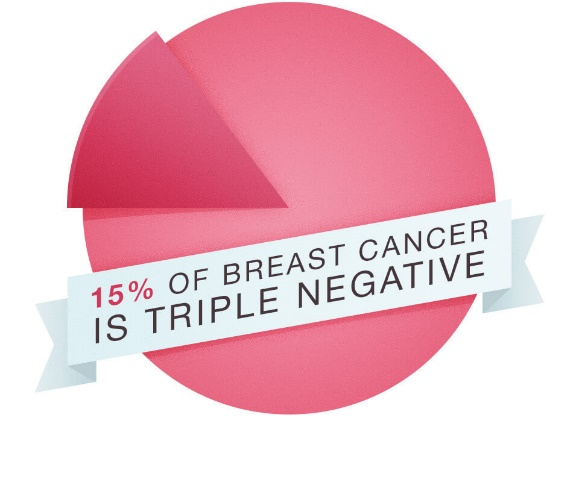 15% OF BREAST CANCER
IS TRIPLE NEGATIVE